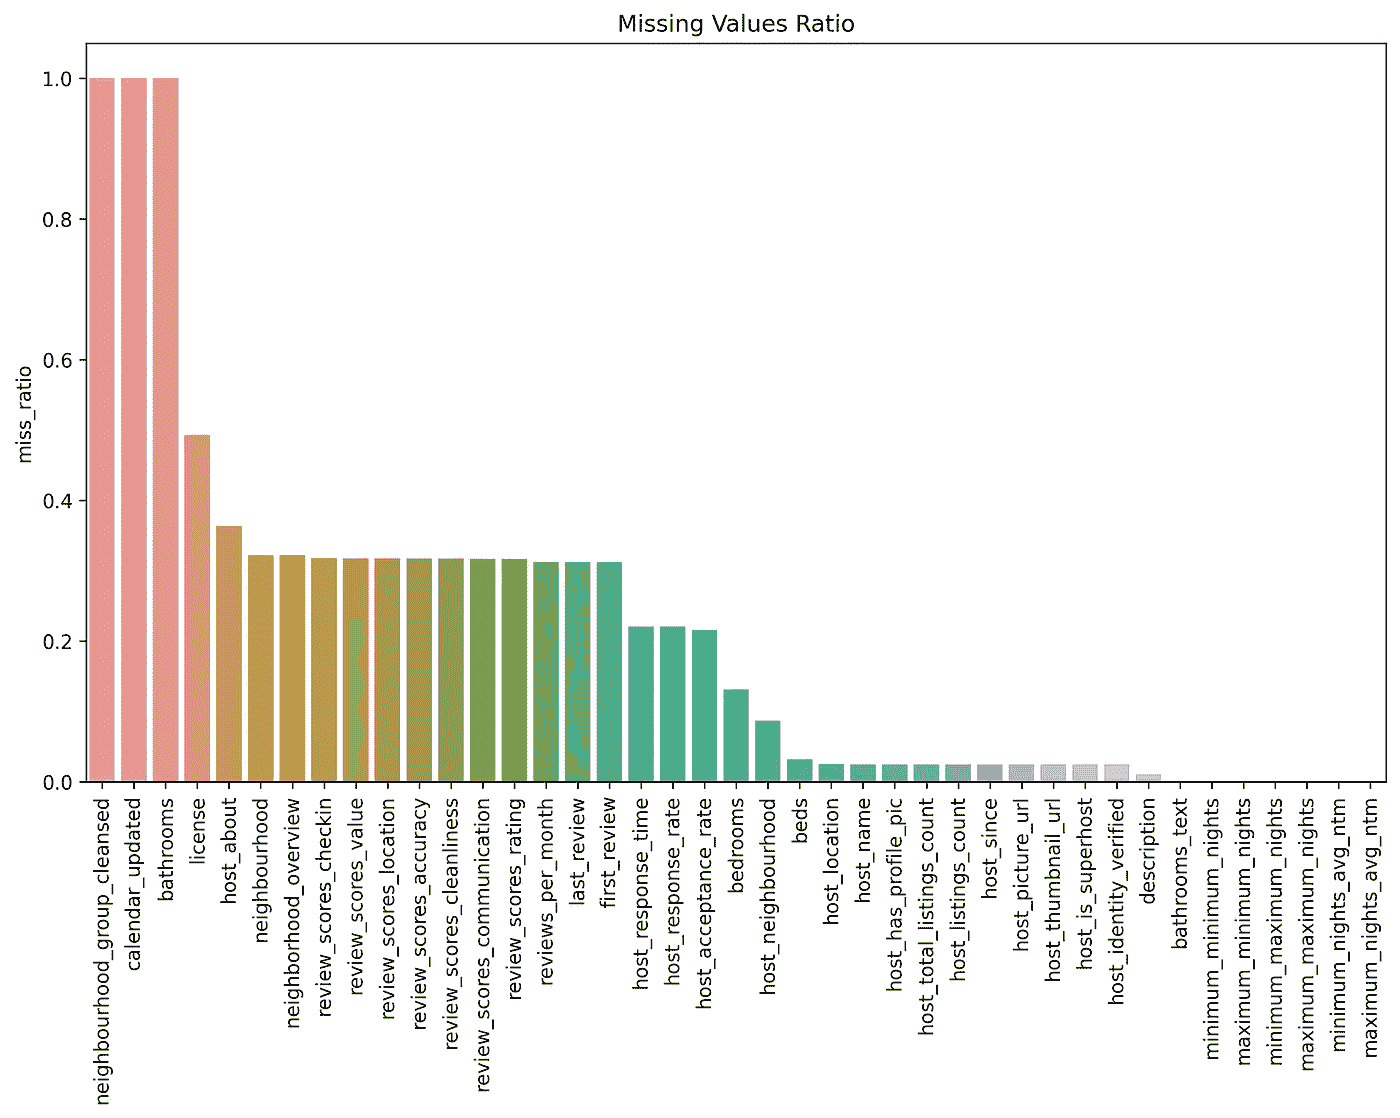 Missing Values Ratio
miss_ratio
1.0
0.8
0.6
0.4
0.2
0.0
neighbourhood_group_cleansed
calendar_updated
bathrooms
license
host_about
neighbourhood
neighborhood_overview
review_scores_checkin
review_scores_value
review_scores_location
review_scores_accuracy
review_scores_cleanliness
review_scores_communication
review_scores_rating
reviews_per_month
last_review
first_review
host_response_time
host_response_rate
host_acceptance_rate
bedrooms
host_neighbourhood
beds
host_location
host_name
host_has_profile_pic
host_total_listings_count
host_listings_count
host_since
host_picture_url
host_thumbnail_url
host_is_superhost
host_identity_verified
description
bathrooms_text
minimum_minimum_nights
maximum_minimum_nights
minimum_maximum_nights
maximum_maximum_nights
minimum_nights_avg_ntm
maximum_nights_avg_ntm